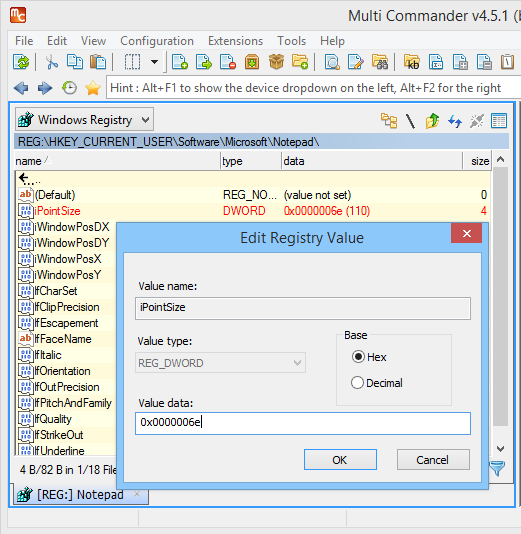 Multi Commander v4.5.1 (b
File Edit View Configuration Extensions Tools Help
Hint : Alt+F1 to show the device dropdown on the left, Alt+F2 for the right
Windows Registry
REG:\HKEY_CURRENT_USER\Software\Microsoft\Notepad\
name type data size
..
(Default) REG_NO... (value not set) 0
iPointSize DWORD 0x0000006e (110) 4
iWindowPosDX
iWindowPosDY
iWindowPosX
iWindowPosY
lfCharSet
lfClipPrecision
lfEscapement
lfFaceName
lfItalic
lfOrientation
lfOutPrecision
lfPitchAndFamily
lfQuality
lfStrikeOut
lfUnderline
4 B/82 B in 1/18 File
[REG:] Notepad
Edit Registry Value
Value name:
iPointSize
Value type:
REG_DWORD
Base
Hex
Decimal
Value data:
0x0000006e
OK Cancel